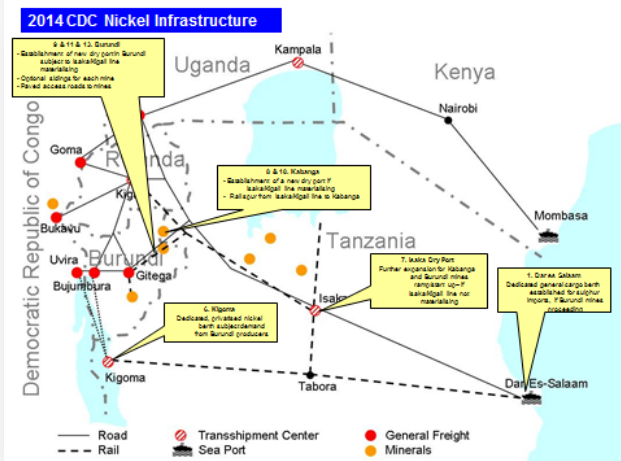 2014 CDC Nickel Infrastructure
9 & 11 & 13. Burundi
- Establishment of new dry port in Burundi
subject to Isaka Kigali line
materialising
- Optional sidings for each mine
- Paved access roads to mines
Kampala
Uganda
Kenya
Nairobi
Democratic Republic of Congo
Goma
Kig
8 & 10. Kabanga
- Establishment of a new dry port if
Isaka Kigali line materialising
- Rail spur from Isaka Kigali line to Kabanga
Mombasa
Bukavu
Tanzania
Uvira
Burundi
Gitega
Bujumbura
7. Isaka Dry Port
Further expansion for Kabanga
and Burundi mines
ramp start up – if
Isaka Kigali line not
materialising
1. Dar es Salaam
Dedicated general cargo berth
established for sulphur
imports, if Burundi mines
proceeding
Isaka
6. Kigoma
Dedicated, privatised nickel
berth subject demand
from Burundi producers
Kigoma
Tabora
Dar Es-Salaam
Road
Transshipment Center
General Freight
Rail
Sea Port
Minerals